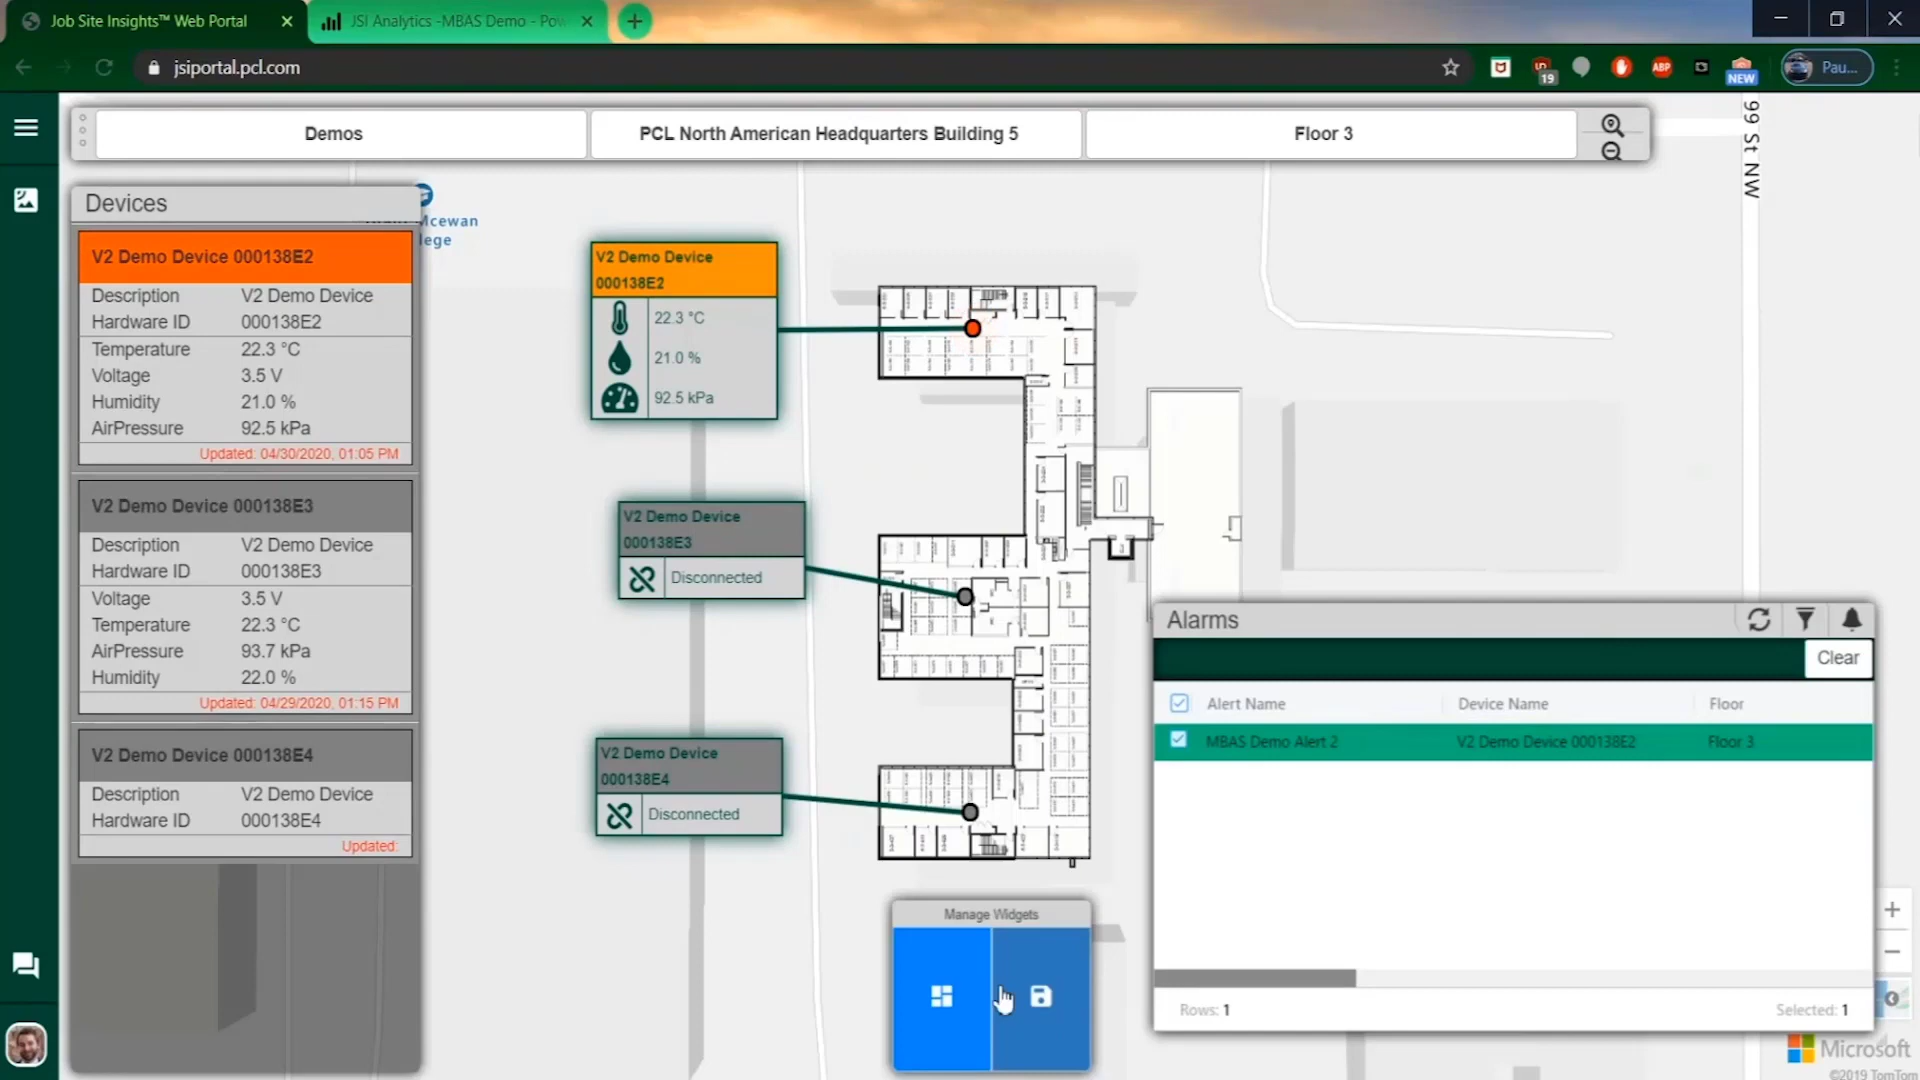 Job Site Insights™ Web Portal
JSI Analytics -MBAS Demo - Pow
jsiportal.pcl.com
19
ABP
NEW
Pau...
Demos
PCL North American Headquarters Building 5
Floor 3
99 St NW
Devices
Mcewan
lege
V2 Demo Device 000138E2
Description V2 Demo Device
Hardware ID 000138E2
Temperature 22.3 °C
Voltage 3.5 V
Humidity 21.0 %
AirPressure 92.5 kPa
Updated: 04/30/2020, 01:05 PM
V2 Demo Device 000138E3
Description V2 Demo Device
Hardware ID 000138E3
Voltage 3.5 V
Temperature 22.3 °C
AirPressure 93.7 kPa
Humidity 22.0 %
Updated: 04/29/2020, 01:15 PM
V2 Demo Device 000138E4
Description V2 Demo Device
Hardware ID 000138E4
Updated:
V2 Demo Device
000138E2
22.3 °C
21.0 %
92.5 kPa
V2 Demo Device
000138E3
Disconnected
V2 Demo Device
000138E4
Disconnected
Manage Widgets
Alarms
Clear
Alert Name Device Name Floor
MBAS Demo Alert 2 V2 Demo Device 000138E2 Floor 3
Rows: 1 Selected: 1
Microsoft
©2019 TomTom